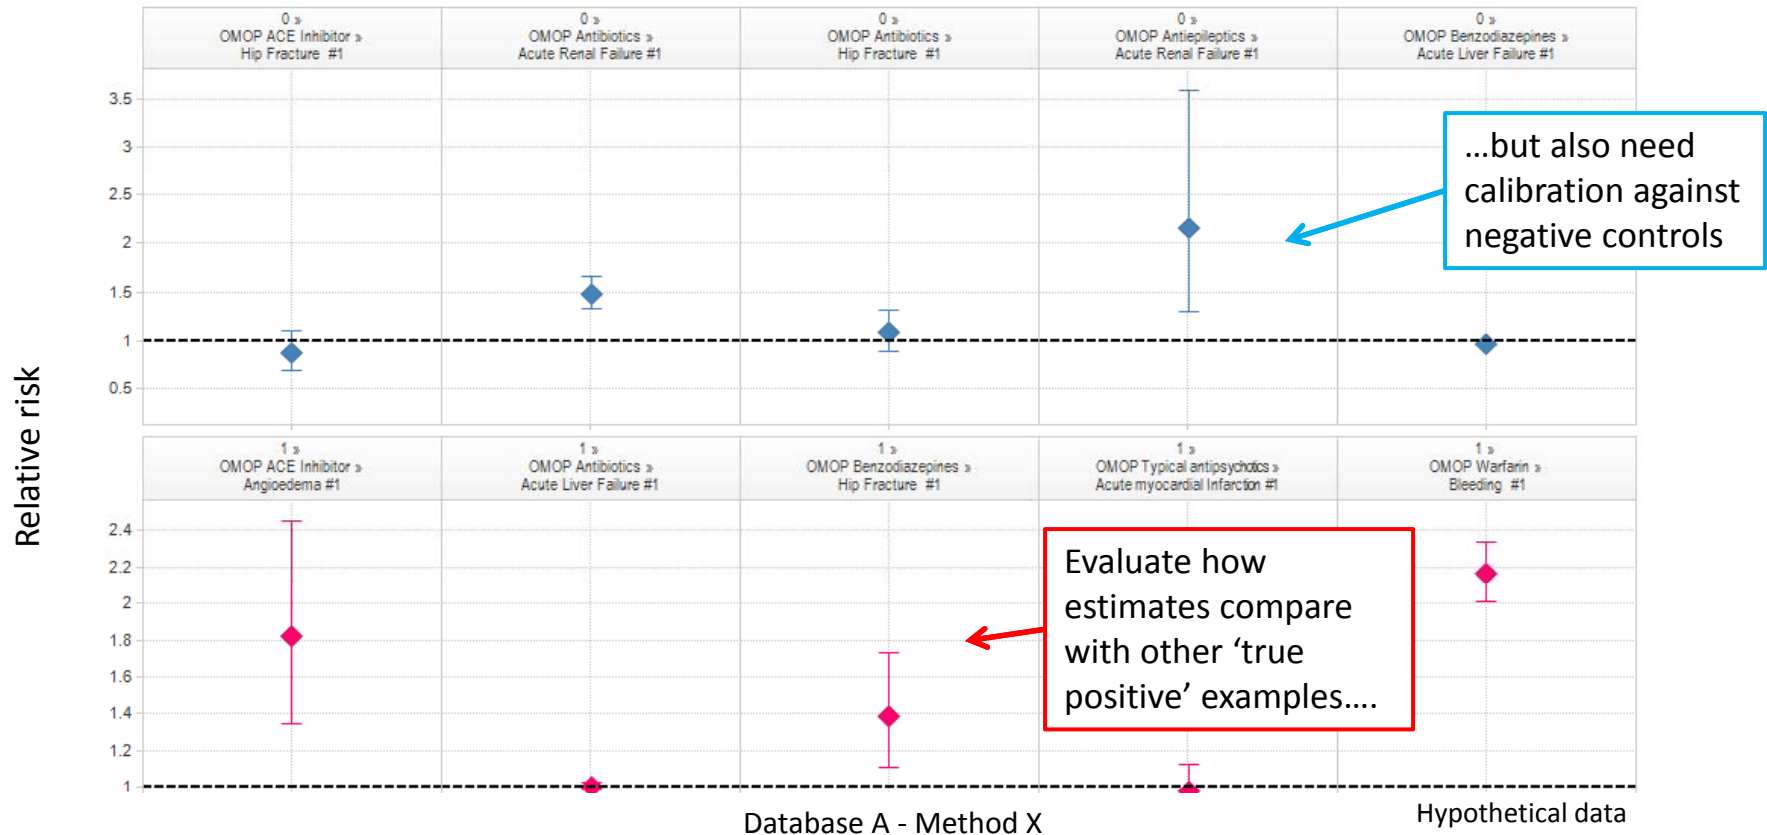 0 »
OMOP ACE Inhibitor »
Hip Fracture #1
0 »
OMOP Antibiotics »
Acute Renal Failure #1
0 »
OMOP Antibiotics »
Hip Fracture #1
0 »
OMOP Antiepileptics »
Acute Renal Failure #1
0 »
OMOP Benzodiazepines »
Acute Liver Failure #1
3.5
3
2.5
2
1.5
1
0.5
...but also need
calibration against
negative controls
Relative risk
1 »
OMOP ACE Inhibitor »
Angioedema #1
1 »
OMOP Antibiotics »
Acute Liver Failure #1
1 »
OMOP Benzodiazepines »
Hip Fracture #1
1 »
OMOP Typical antipsychotics »
Acute myocardial Infarction #1
1 »
OMOP Warfarin »
Bleeding #1
2.4
2.2
2
1.8
1.6
1.4
1.2
1
Evaluate how
estimates compare
with other ‘true
positive’ examples....
Database A - Method X
Hypothetical data